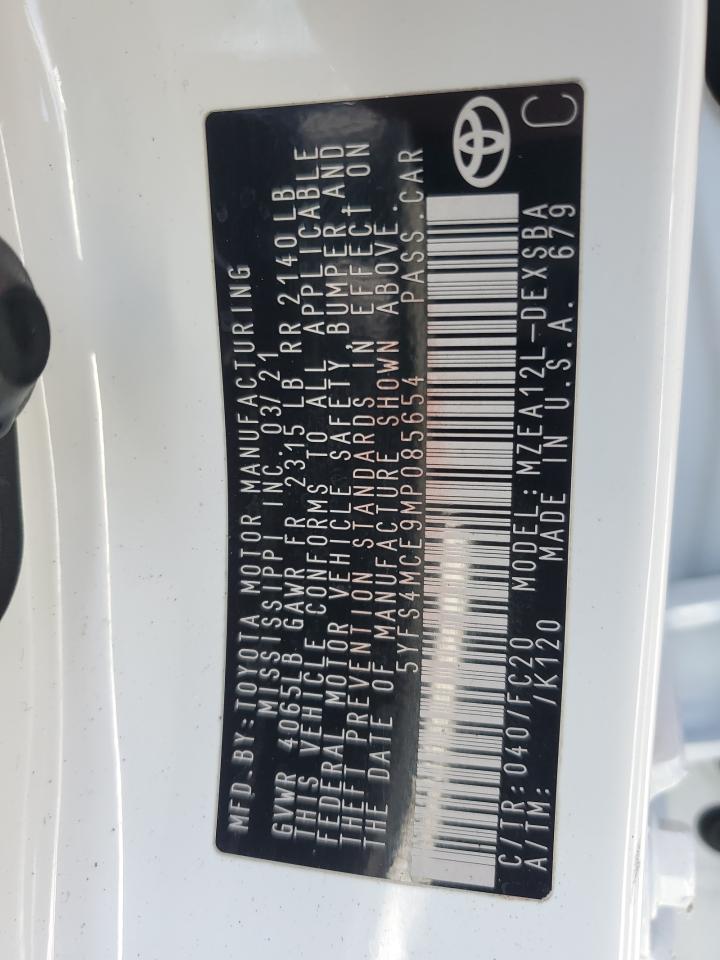 MFD.BY:TOYOTA MOTOR MANUFACTURING
MISSISSIPPI INC. 03/21
GVWR 4065LB GAWR FR 2315 LB RR 2140 LB
THIS VEHICLE CONFORMS TO ALL APPLICABLE
FEDERAL MOTOR VEHICLE SAFETY, BUMPER AND
THEFT PREVENTION STANDARDS IN EFFECT ON
THE DATE OF MANUFACTURE SHOWN ABOVE.
5YFS4MCE9MP085654 PASS.CAR
C/TR:040/FC20 MODEL:MZEA12L-DEXSBA
A/TM: /K120 MADE IN U.S.A. 679
C